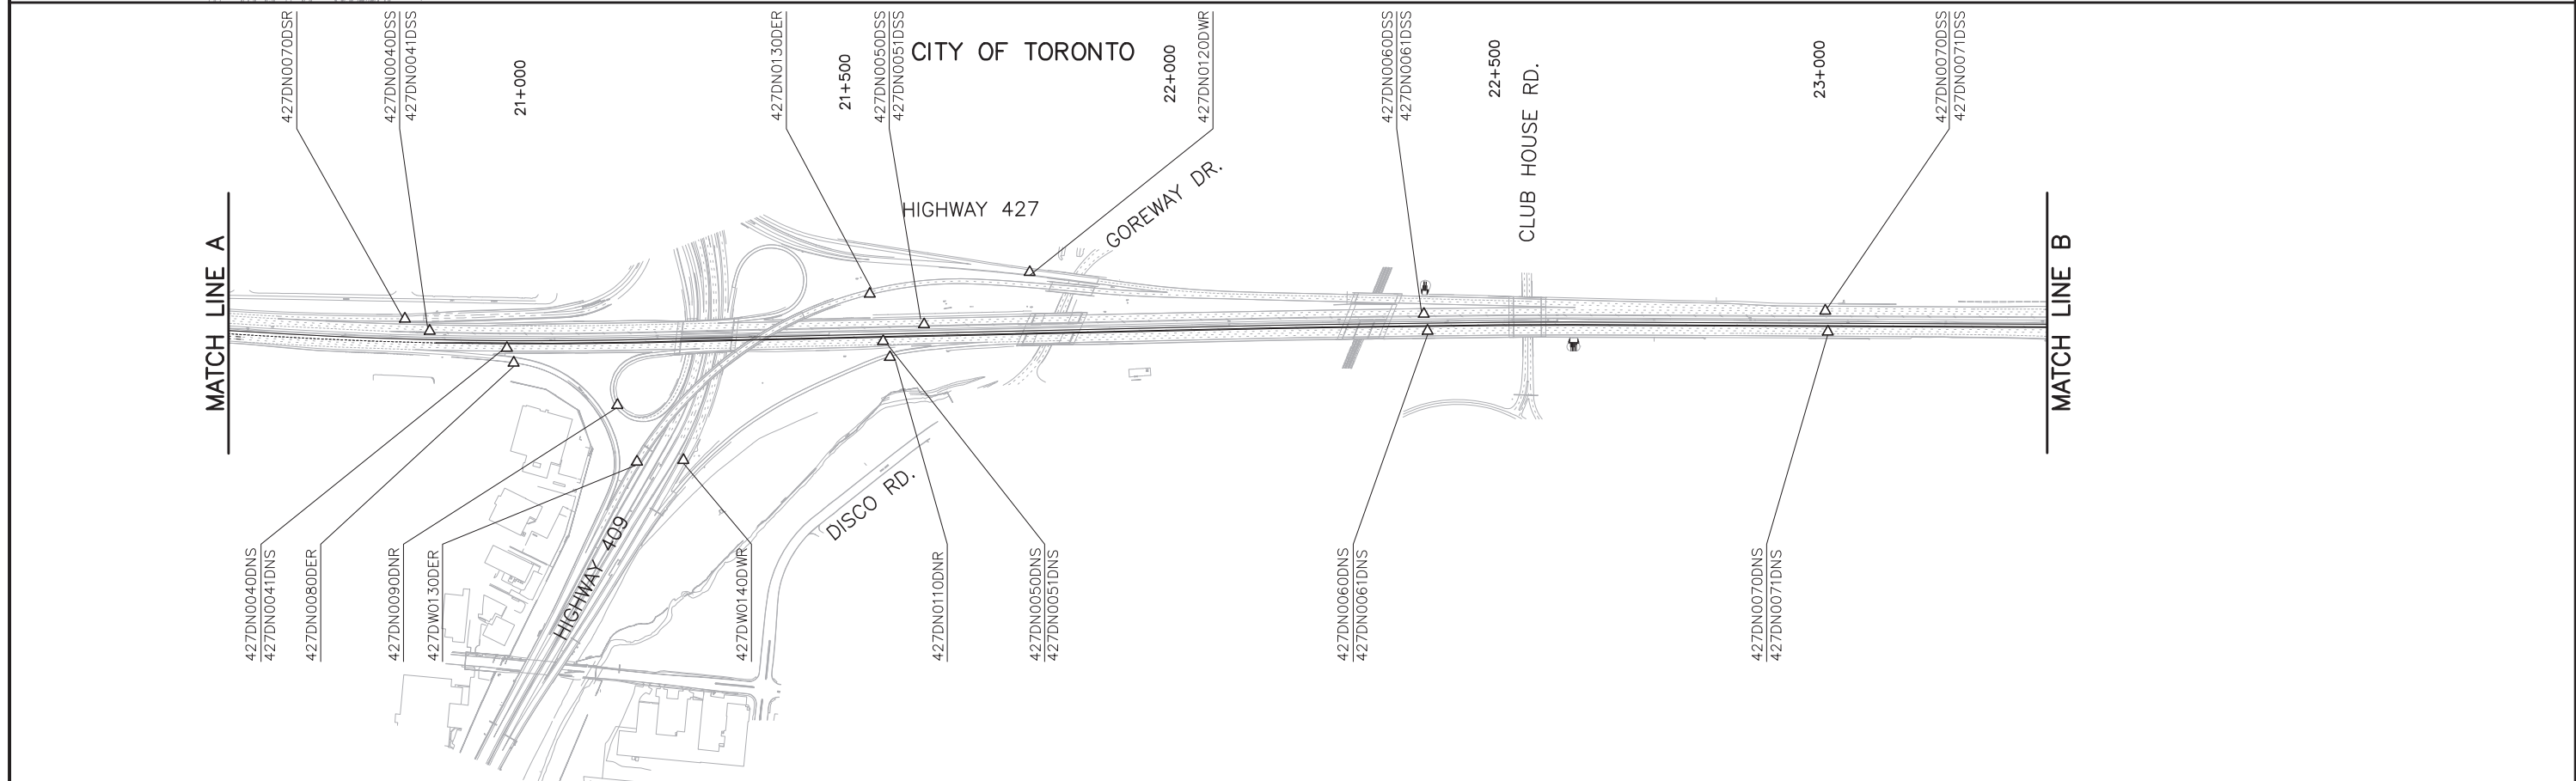 427DN0070DSR
427DN0040DSS
427DN0041DSS
21+000
427DN0130DER
21+500
427DN0050DSS
427DN0051DSS
CITY OF TORONTO
22+000
427DN0120DWR
427DN0060DSS
427DN0061DSS
22+500
CLUB HOUSE RD.
23+000
427DN0070DSS
427DN0071DSS
HIGHWAY 427
GOREWAY DR.
MATCH LINE A
MATCH LINE B
HIGHWAY 409
DISCO RD.
427DN0040DNS
427DN0041DNS
427DN0080DER
427DN0090DNR
427DW0130DER
427DW0140DWR
427DN0110DNR
427DN0050DNS
427DN0051DNS
427DN0060DNS
427DN0061DNS
427DN0070DNS
427DN0071DNS